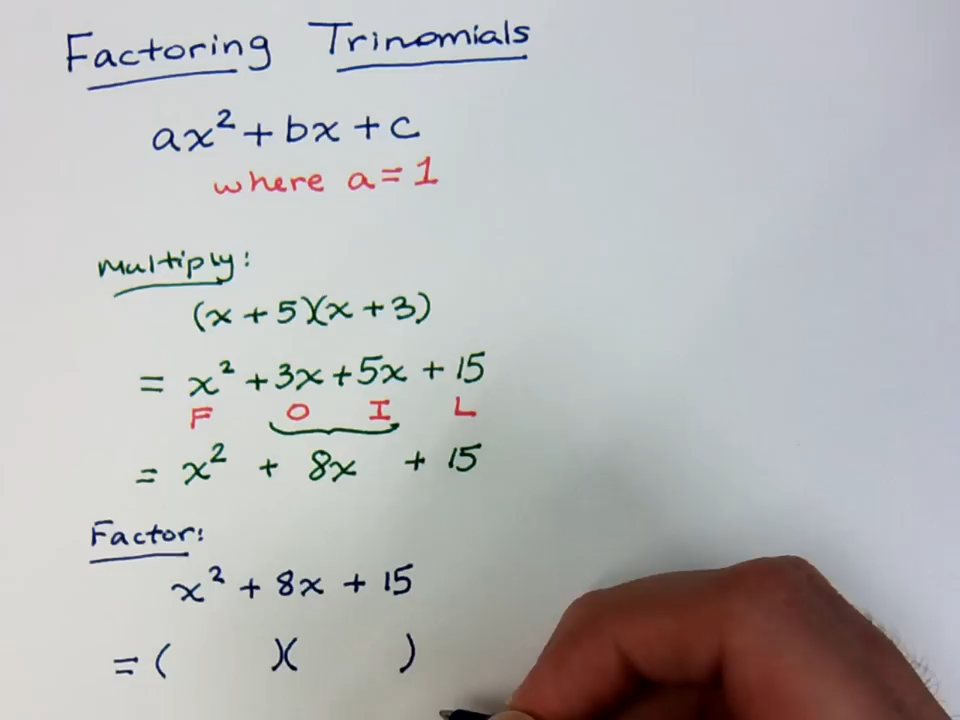 Factoring Trinomials
ax² + bx + c
where a = 1
Multiply:
(x + 5)(x + 3)
= x² + 3x + 5x + 15
F O I L
= x² + 8x + 15
Factor:
x² + 8x + 15
= ( )( )